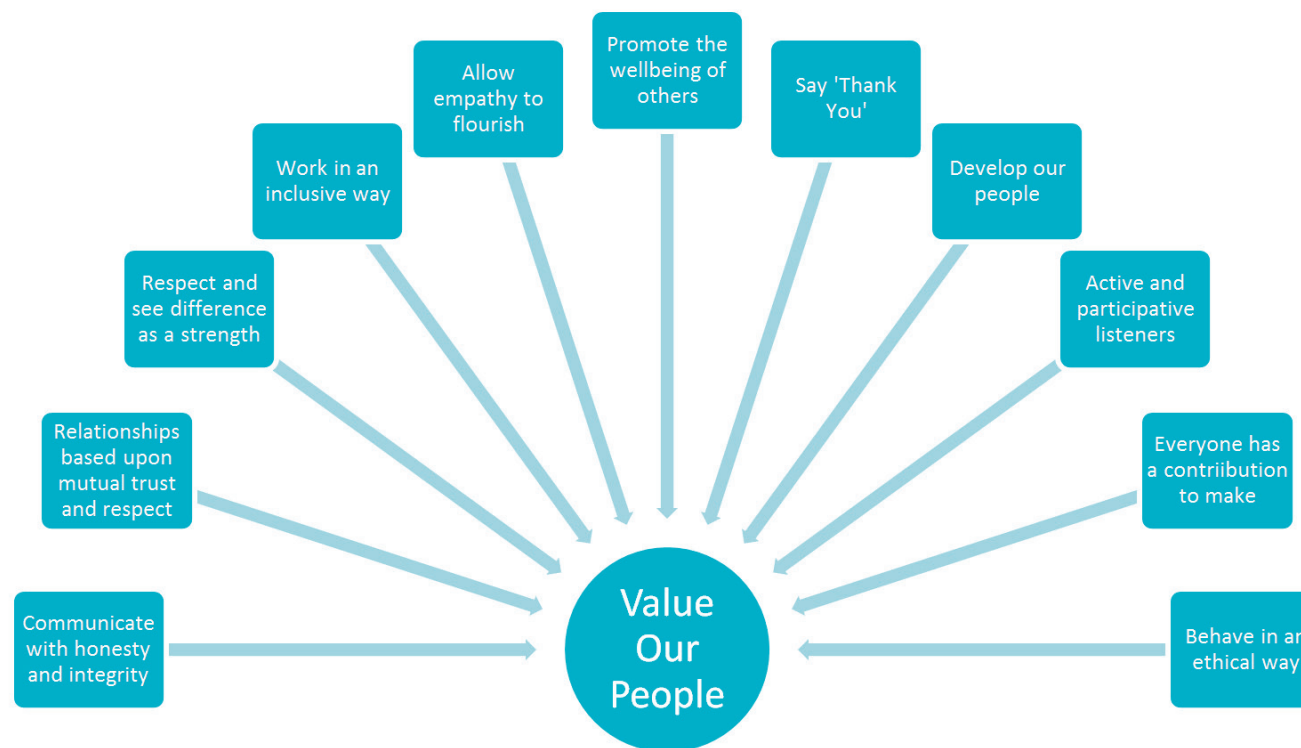 Promote the
wellbeing of
others
Allow
empathy to
flourish
Say 'Thank
You'
Work in an
inclusive way
Develop our
people
Respect and
see difference
as a strength
Active and
participative
listeners
Relationships
based upon
mutual trust
and respect
Everyone has
a contriibution
to make
Communicate
with honesty
and integrity
Value
Our
People
Behave in an
ethical way